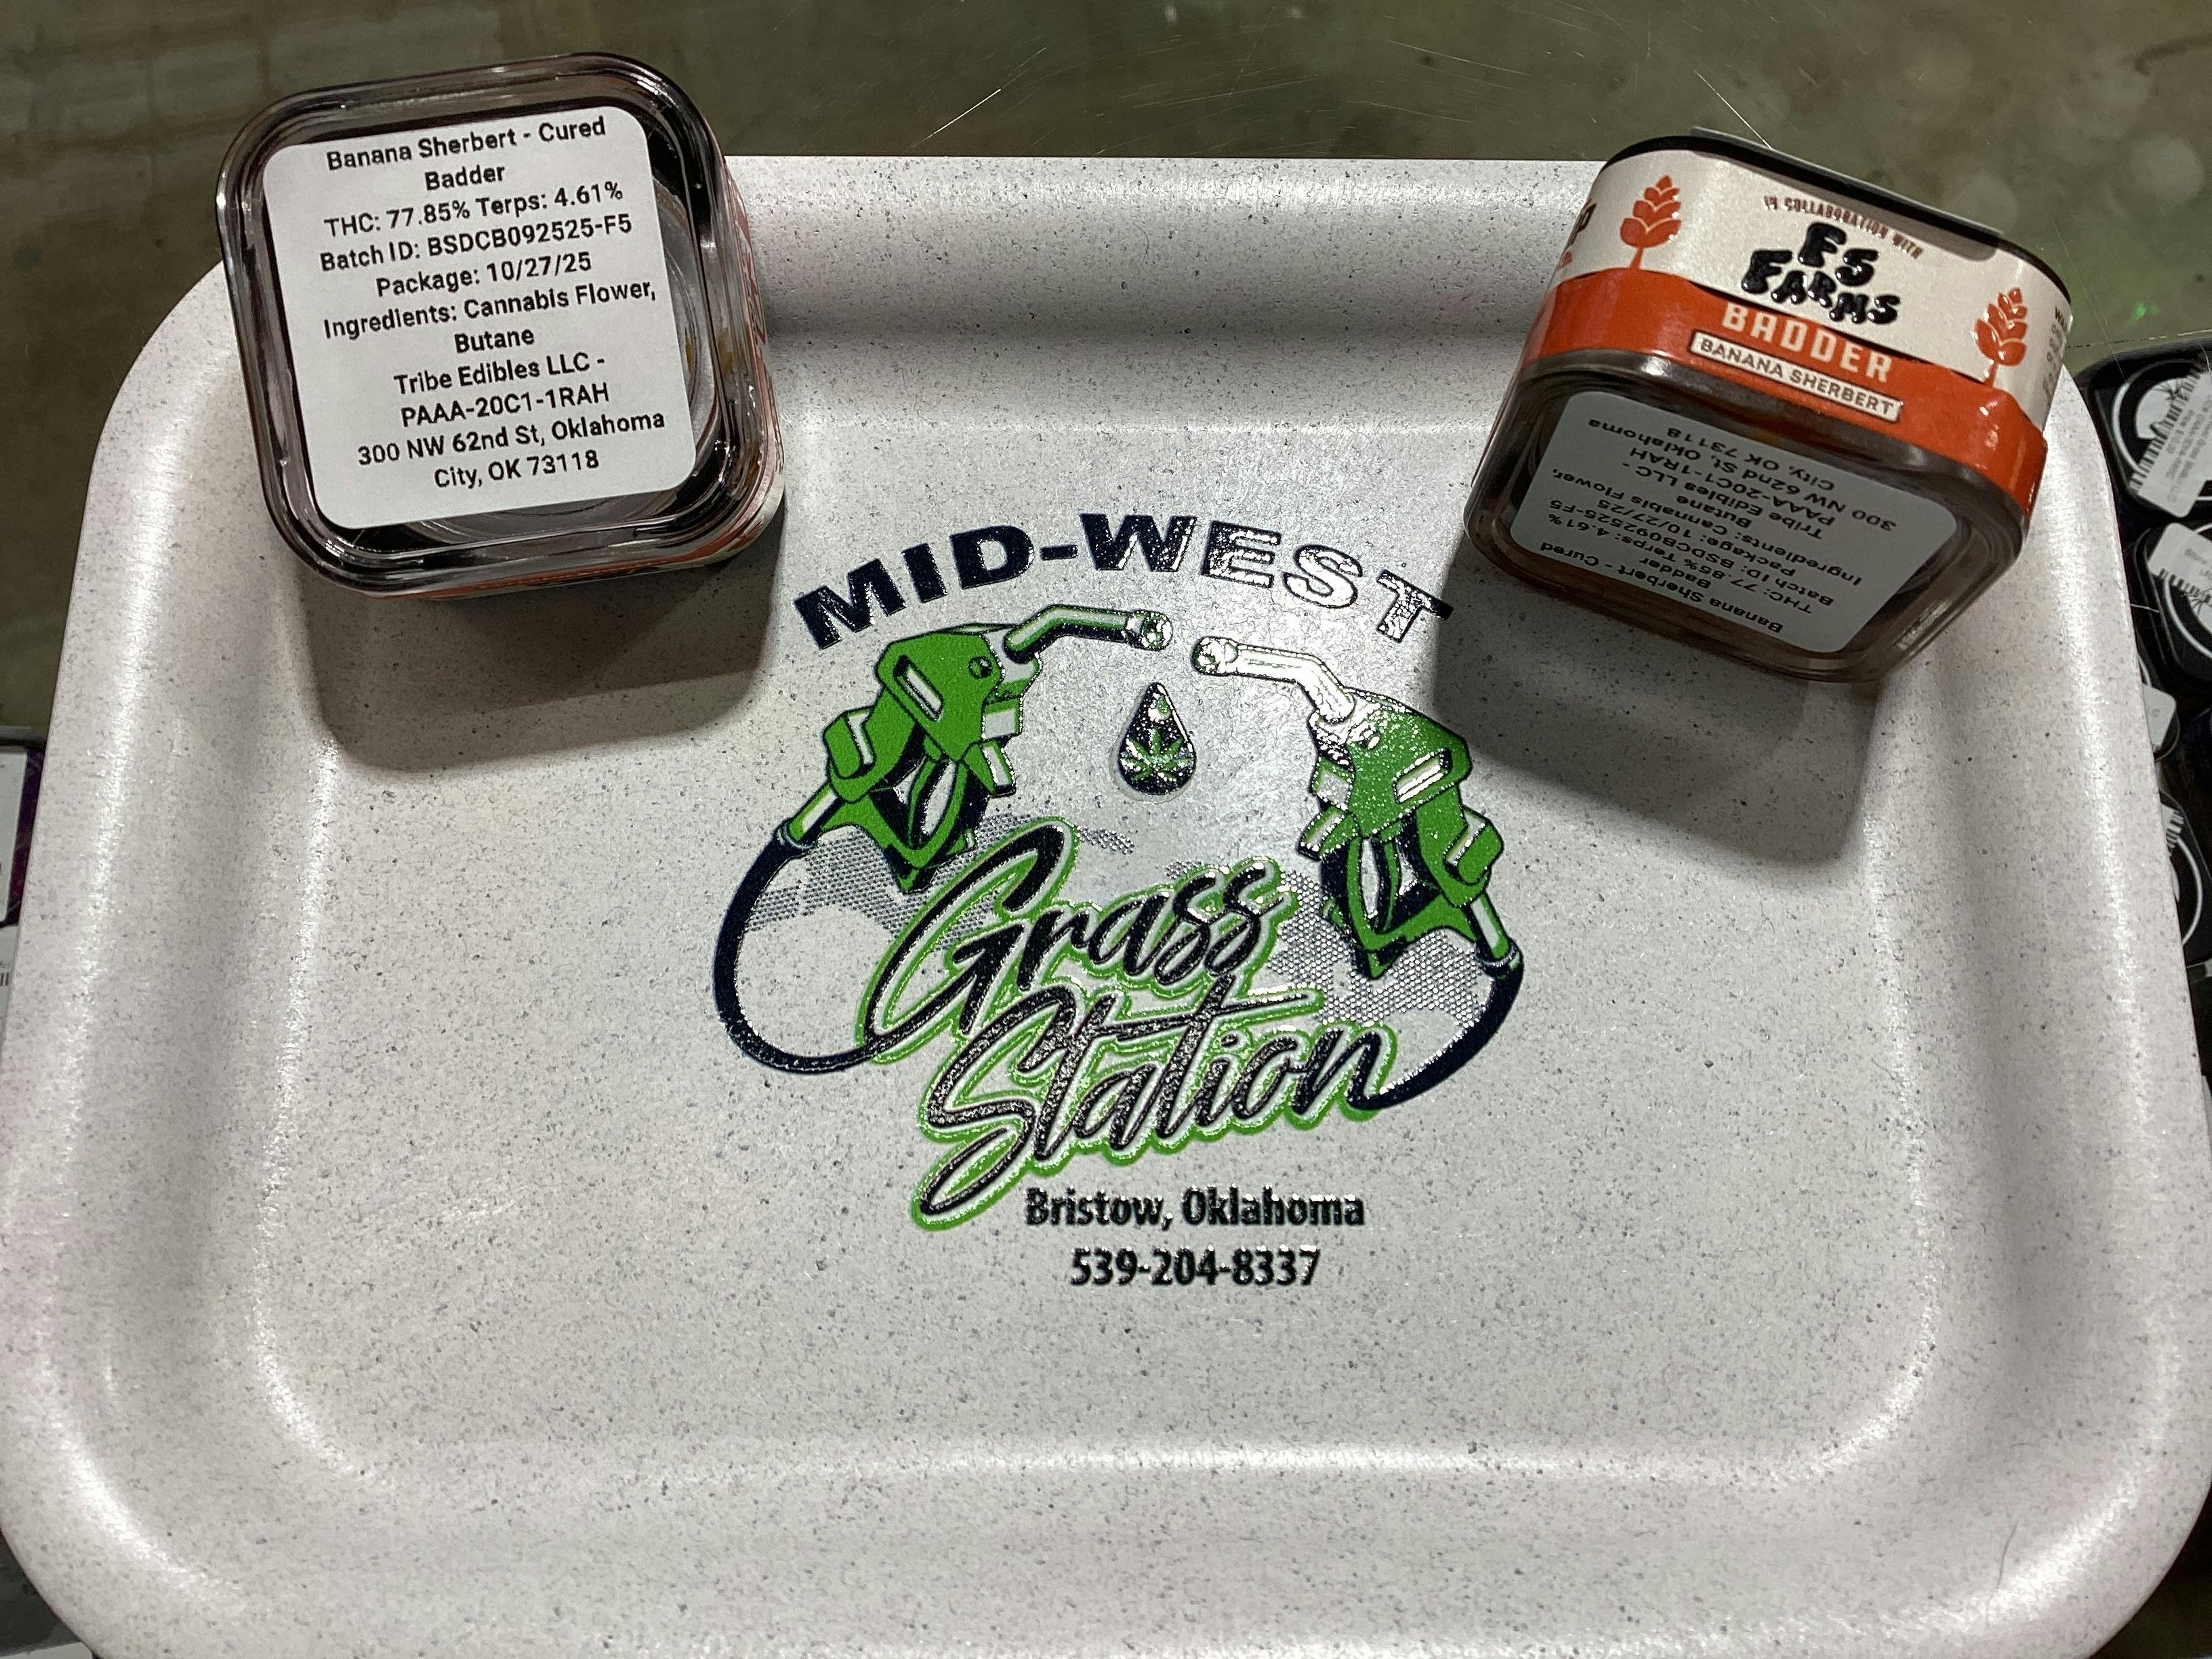 Banana Sherbert - Cured
Badder
THC: 77.85% Terps: 4.61%
Batch ID: BSDCB092525-F5
Package: 10/27/25
Ingredients: Cannabis Flower,
Butane
Tribe Edibles LLC -
PAAA-20C1-1RAH
300 NW 62nd St, Oklahoma
City, OK 73118
IN COLLABORATION WITH
F5
FARMS
BADDER
BANANA SHERBERT
Banana Sherbert - Cured
Badder
THC: 77.85% Terps: 4.61%
Batch ID: BSDCB092525-F5
Package: 10/27/25
Ingredients: Cannabis Flower,
Butane
Tribe Edibles LLC -
PAAA-20C1-1RAH
300 NW 62nd St, Oklahoma
City, OK 73118
MID-WEST
Grass
Station
Bristow, Oklahoma
539-204-8337